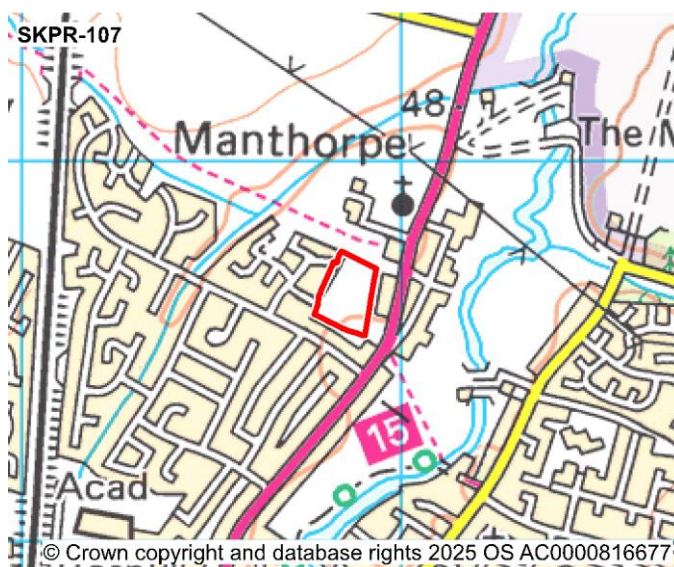 SKPR-107
48
Manthorpe
The M
15
Acad
© Crown copyright and database rights 2025 OS AC0000816677